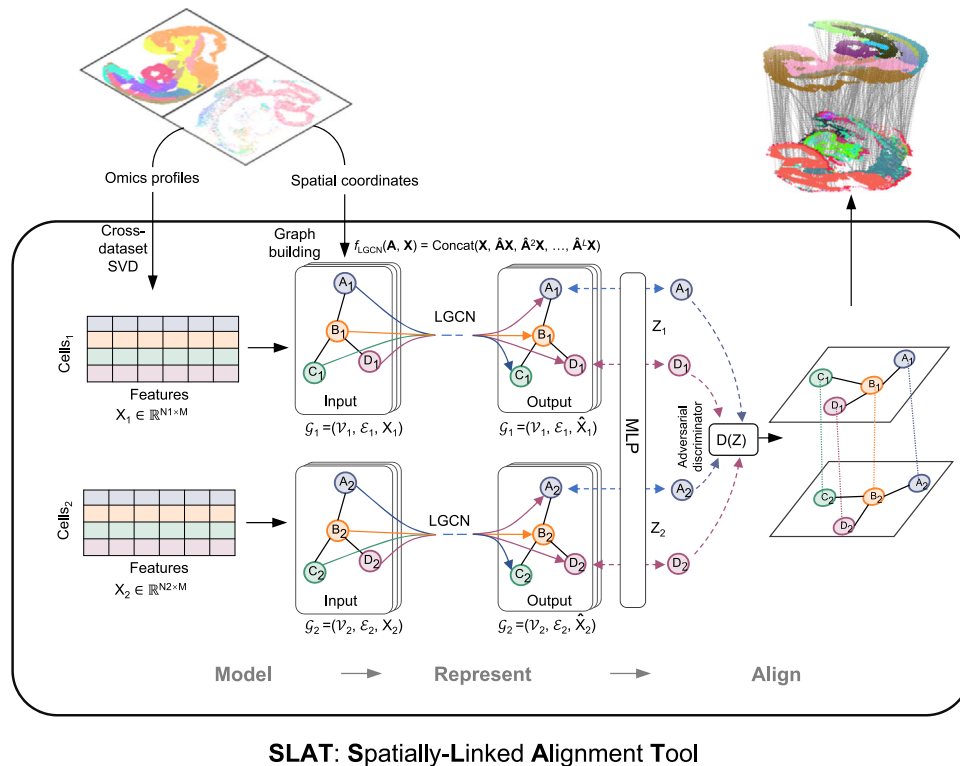 Omics profiles
Spatial coordinates
Cross-
dataset
SVD
Graph
building
f_LGCN(A, X) = Concat(X, ÂX, Â²X, …, ÂᴸX)
Cells₁
Features
X₁ ∈ ℝᴺ¹ˣᴹ
A₁
B₁
C₁
D₁
Input
𝒢₁ =(𝒱₁, ℰ₁, X₁)
LGCN
A₁
B₁
C₁
D₁
Output
𝒢₁ =(𝒱₁, ℰ₁, X̂₁)
MLP
A₁
Z₁
D₁
Adversarial
discriminator
D(Z)
A₂
Z₂
D₂
A₁
C₁
B₁
D₁
A₂
C₂
B₂
D₂
Cells₂
Features
X₂ ∈ ℝᴺ²ˣᴹ
A₂
B₂
C₂
D₂
Input
𝒢₂ =(𝒱₂, ℰ₂, X₂)
LGCN
A₂
B₂
C₂
D₂
Output
𝒢₂ =(𝒱₂, ℰ₂, X̂₂)
Model
Represent
Align
SLAT: Spatially-Linked Alignment Tool